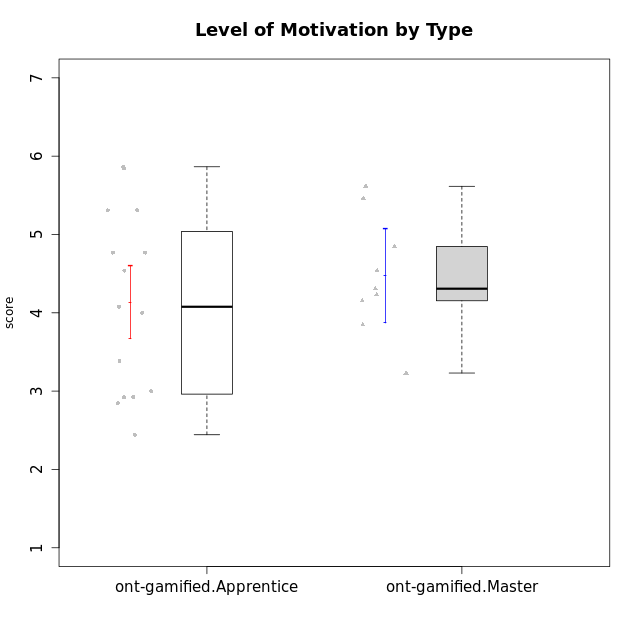 Level of Motivation by Type
score
7
6
5
4
3
2
1
ont-gamified.Apprentice
ont-gamified.Master